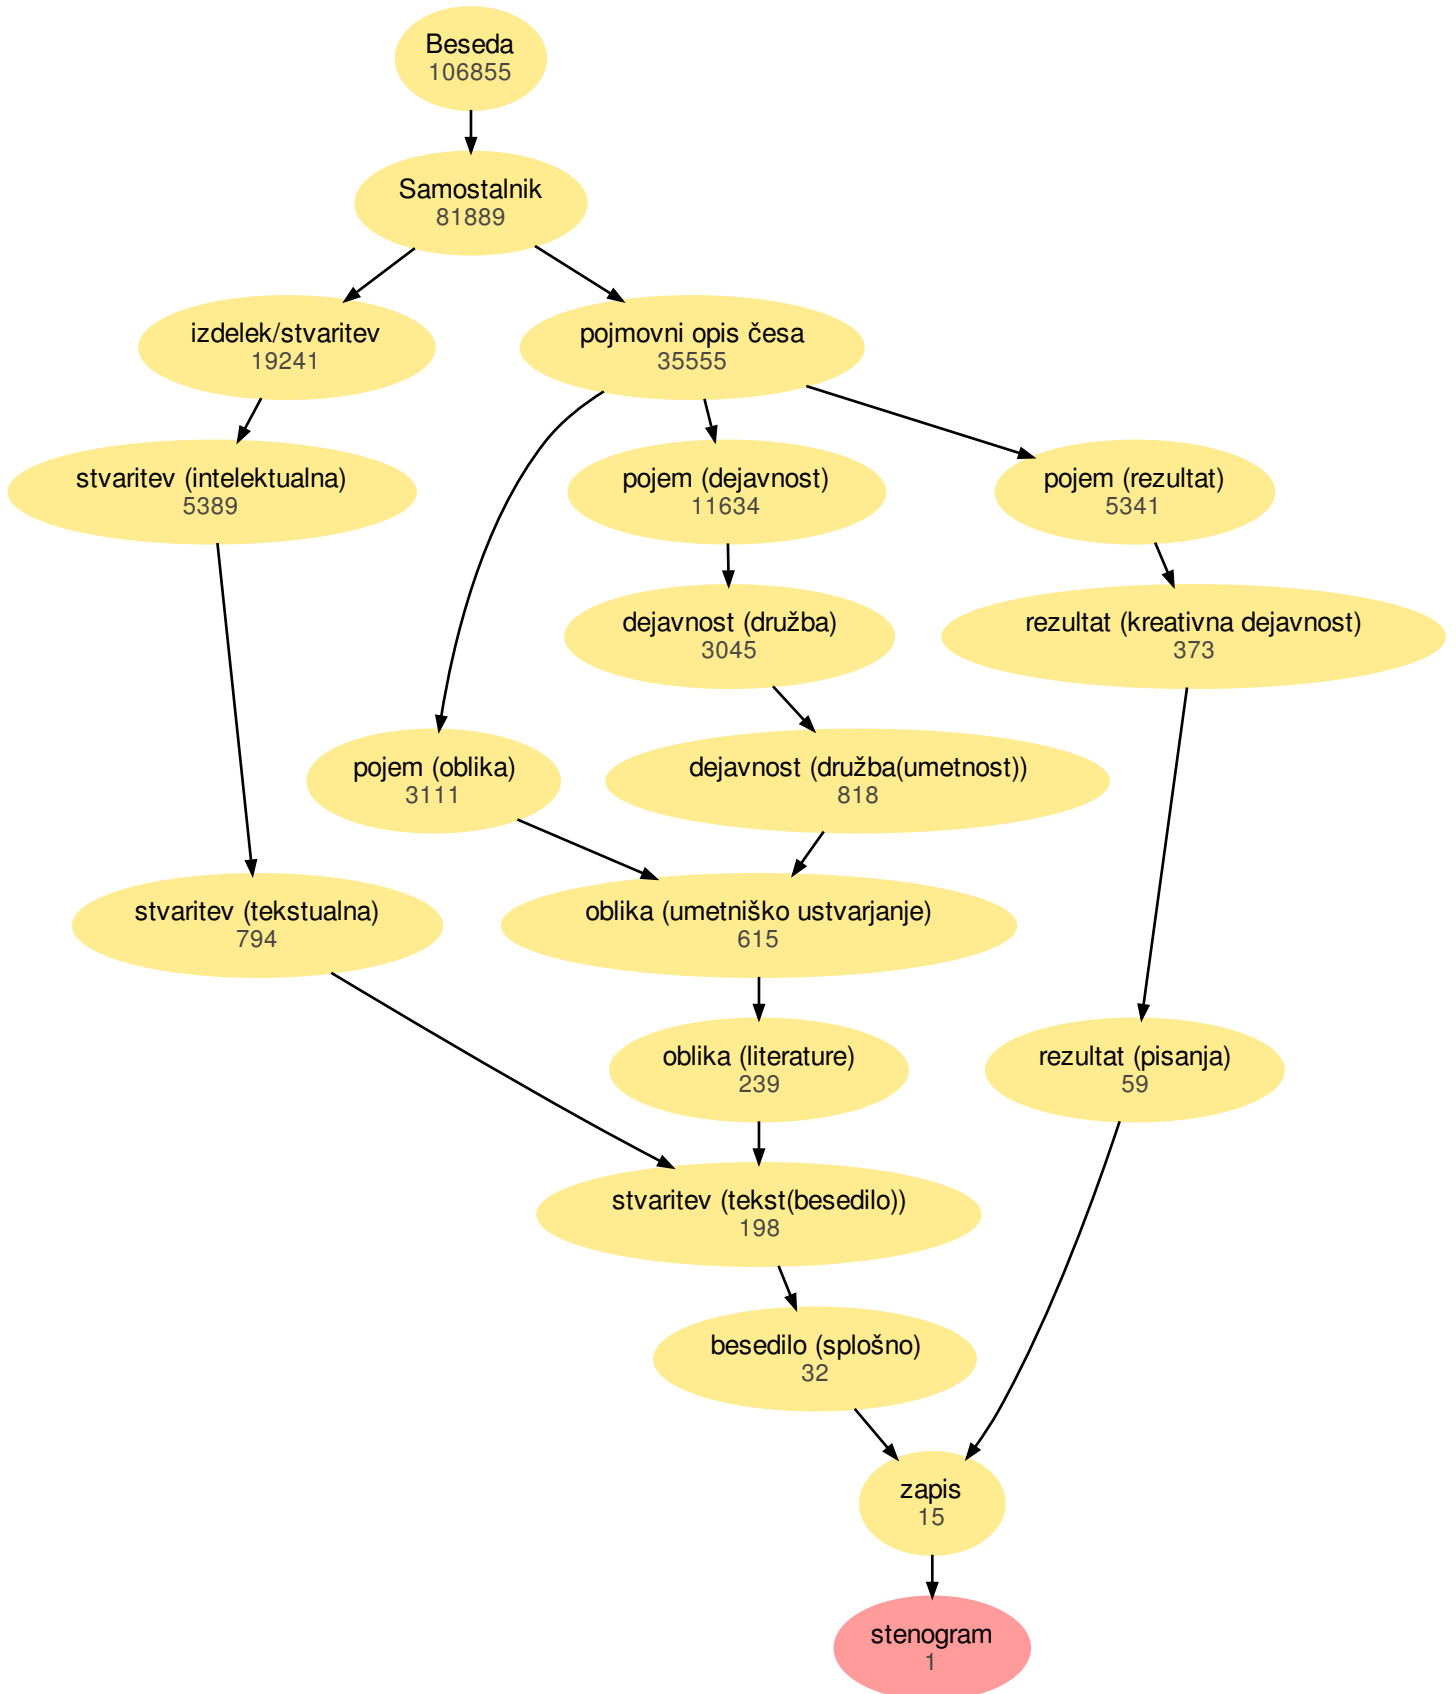 Beseda
106855
Samostalnik
81889
izdelek/stvaritev
19241
pojmovni opis česa
35555
stvaritev (intelektualna)
5389
pojem (dejavnost)
11634
pojem (rezultat)
5341
dejavnost (družba)
3045
rezultat (kreativna dejavnost)
373
pojem (oblika)
3111
dejavnost (družba(umetnost))
818
stvaritev (tekstualna)
794
oblika (umetniško ustvarjanje)
615
oblika (literature)
239
rezultat (pisanja)
59
stvaritev (tekst(besedilo))
198
besedilo (splošno)
32
zapis
15
stenogram
1